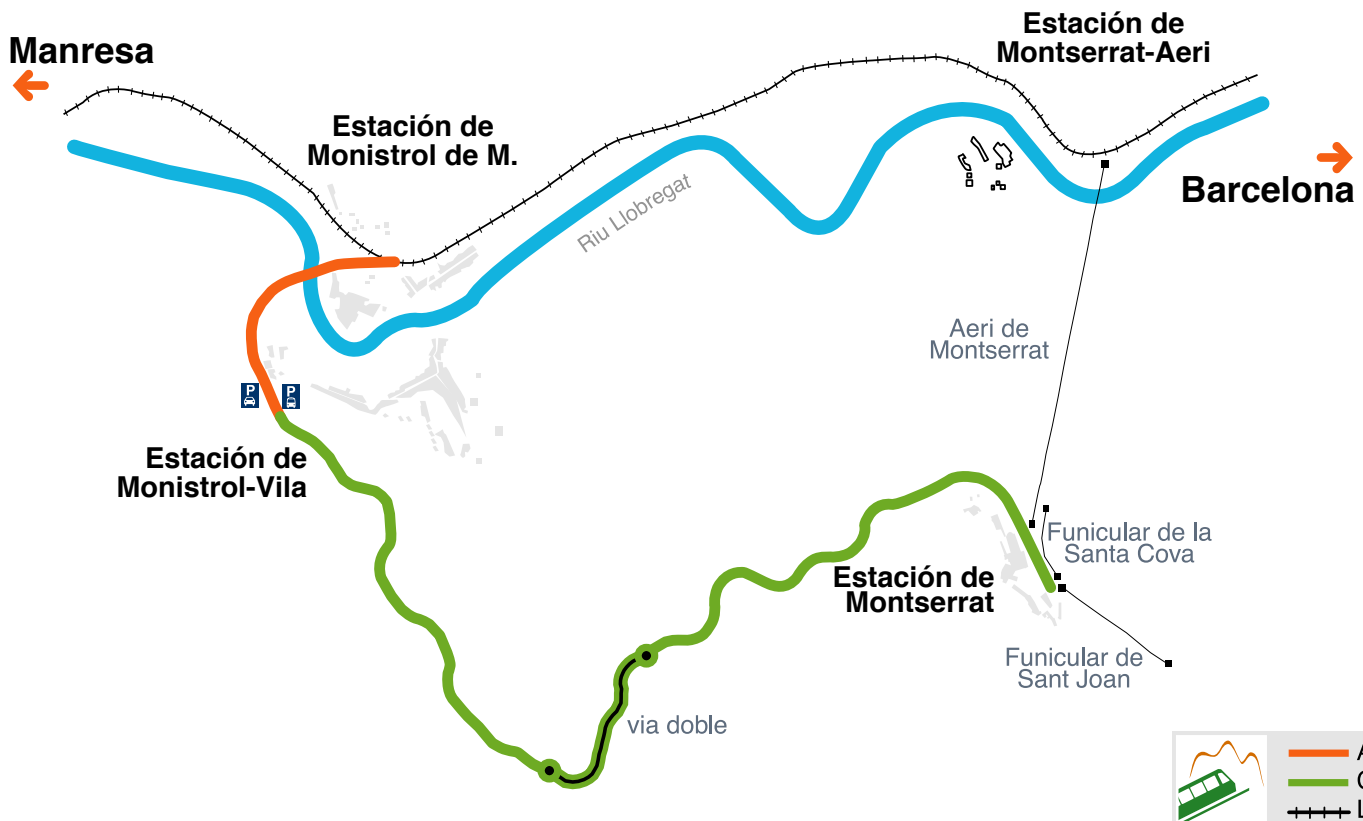 Manresa
Estación de
Montserrat-Aeri
Estación de
Monistrol de M.
Barcelona
Riu Llobregat
Aeri de
Montserrat
P
P
Estación de
Monistrol-Vila
Funicular de la
Santa Cova
Estación de
Montserrat
Funicular de
Sant Joan
via doble
A
C
L